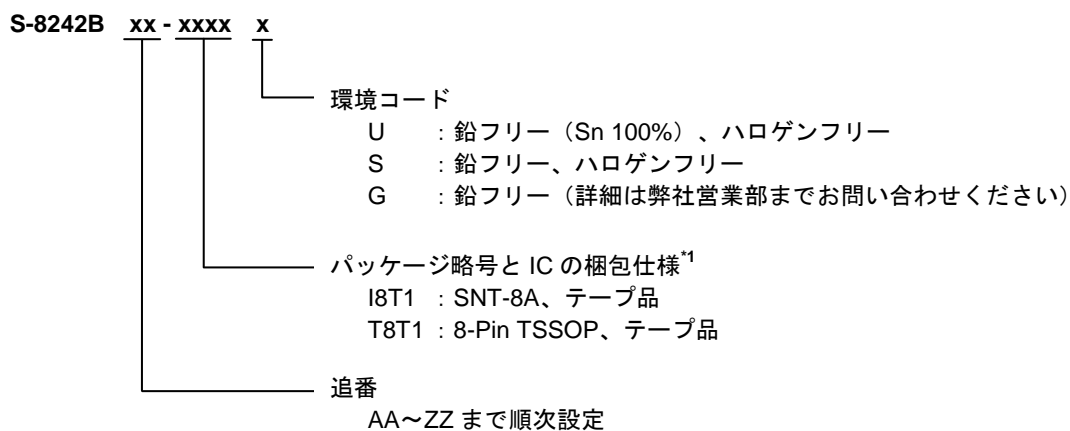 S-8242B xx - xxxx x
環境コード
U ：鉛フリー（Sn 100%）、ハロゲンフリー
S ：鉛フリー、ハロゲンフリー
G ：鉛フリー（詳細は弊社営業部までお問い合わせください）
パッケージ略号と IC の梱包仕様*1
I8T1 ：SNT-8A、テープ品
T8T1 ：8-Pin TSSOP、テープ品
追番
AA～ZZ まで順次設定